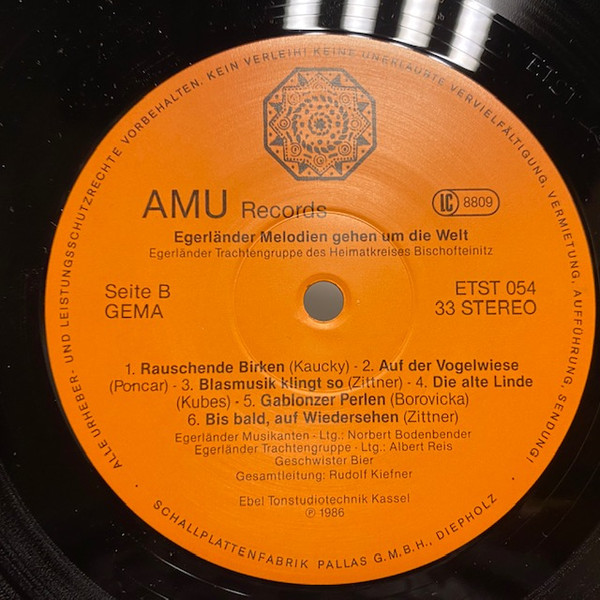 ALLE URHEBER- UND LEISTUNGSSCHUTZRECHTE VORBEHALTEN. KEIN VERLEIH! KEINE UNERLAUBTE VERVIELFÄLTIGUNG, VERMIETUNG, AUFFÜHRUNG, SENDUNG!
AMU Records
LC 8809
Egerländer Melodien gehen um die Welt
Egerländer Trachtengruppe des Heimatkreises Bischofteinitz
Seite B
GEMA
ETST 054
33 STEREO
1. Rauschende Birken (Kaucky) - 2. Auf der Vogelwiese
(Poncar) - 3. Blasmusik klingt so (Zittner) - 4. Die alte Linde
(Kubes) - 5. Gablonzer Perlen (Borovicka)
6. Bis bald, auf Wiedersehen (Zittner)
Egerländer Musikanten - Ltg.: Norbert Bodenbender
Egerländer Trachtengruppe - Ltg.: Albert Reis
Geschwister Bier
Gesamtleitung: Rudolf Kiefner
Ebel Tonstudiotechnik Kassel
℗ 1986
· SCHALLPLATTENFABRIK PALLAS G.M.B.H., DIEPHOLZ ·